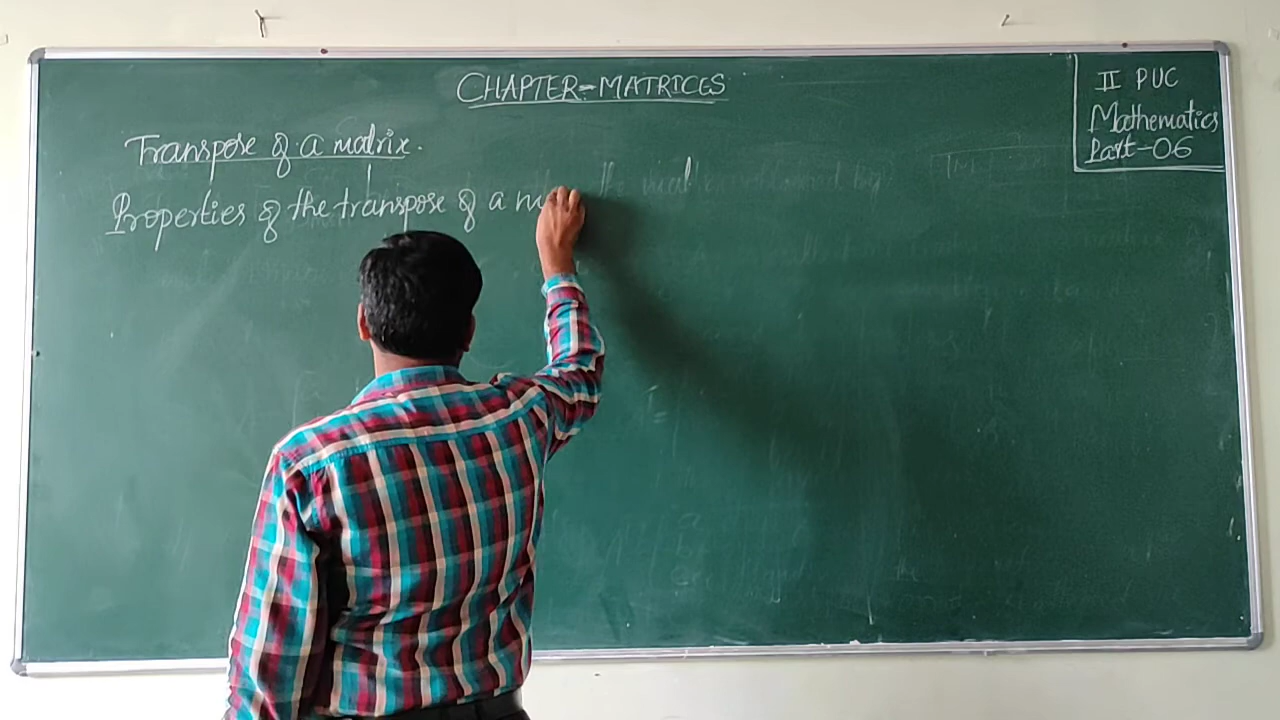 CHAPTER-MATRICES
II PUC
Mathematics
Part-06
Transpose of a matrix.
Properties of the transpose of a m